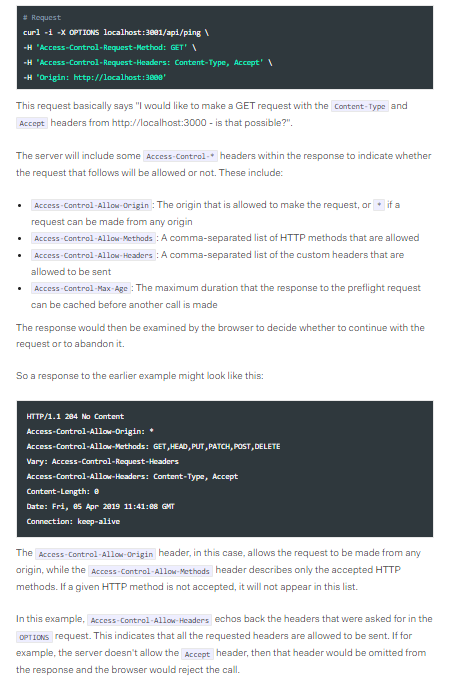 # Request
curl -i -X OPTIONS localhost:3001/api/ping \
-H 'Access-Control-Request-Method: GET' \
-H 'Access-Control-Request-Headers: Content-Type, Accept' \
-H 'Origin: http://localhost:3000'
This request basically says "I would like to make a GET request with the Content-Type and
Accept headers from http://localhost:3000 - is that possible?".
The server will include some Access-Control-* headers within the response to indicate whether
the request that follows will be allowed or not. These include:
• Access-Control-Allow-Origin: The origin that is allowed to make the request, or * if a
request can be made from any origin
• Access-Control-Allow-Methods: A comma-separated list of HTTP methods that are allowed
• Access-Control-Allow-Headers: A comma-separated list of the custom headers that are
allowed to be sent
• Access-Control-Max-Age: The maximum duration that the response to the preflight request
can be cached before another call is made
The response would then be examined by the browser to decide whether to continue with the
request or to abandon it.
So a response to the earlier example might look like this:
HTTP/1.1 204 No Content
Access-Control-Allow-Origin: *
Access-Control-Allow-Methods: GET,HEAD,PUT,PATCH,POST,DELETE
Vary: Access-Control-Request-Headers
Access-Control-Allow-Headers: Content-Type, Accept
Content-Length: 0
Date: Fri, 05 Apr 2019 11:41:08 GMT
Connection: keep-alive
The Access-Control-Allow-Origin header, in this case, allows the request to be made from any
origin, while the Access-Control-Allow-Methods header describes only the accepted HTTP
methods. If a given HTTP method is not accepted, it will not appear in this list.
In this example, Access-Control-Allow-Headers echos back the headers that were asked for in the
OPTIONS request. This indicates that all the requested headers are allowed to be sent. If for
example, the server doesn't allow the Accept header, then that header would be omitted from
the response and the browser would reject the call.